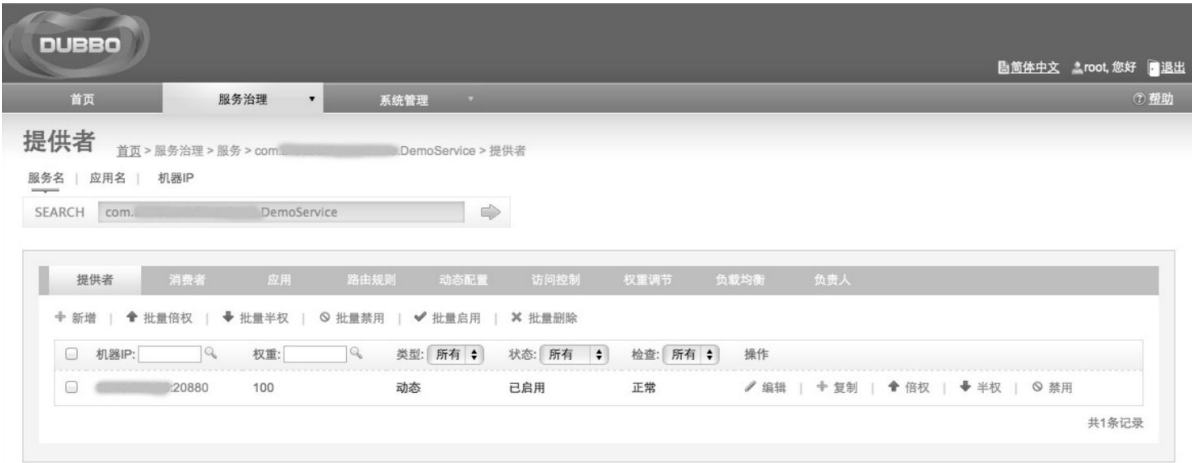 DUBBO
简体中文 root, 您好 退出
首页 服务治理 系统管理 帮助
提供者 首页 > 服务治理 > 服务 > com. .DemoService > 提供者
服务名 | 应用名 | 机器IP
SEARCH com. .DemoService
提供者 消费者 应用 路由规则 动态配置 访问控制 权重调节 负载均衡 负责人
新增 | 批量倍权 | 批量半权 | 批量禁用 | 批量启用 | 批量删除
机器IP: 权重: 类型: 所有 状态: 所有 检查: 所有 操作
:20880 100 动态 已启用 正常 编辑 | 复制 | 倍权 | 半权 | 禁用
共1条记录